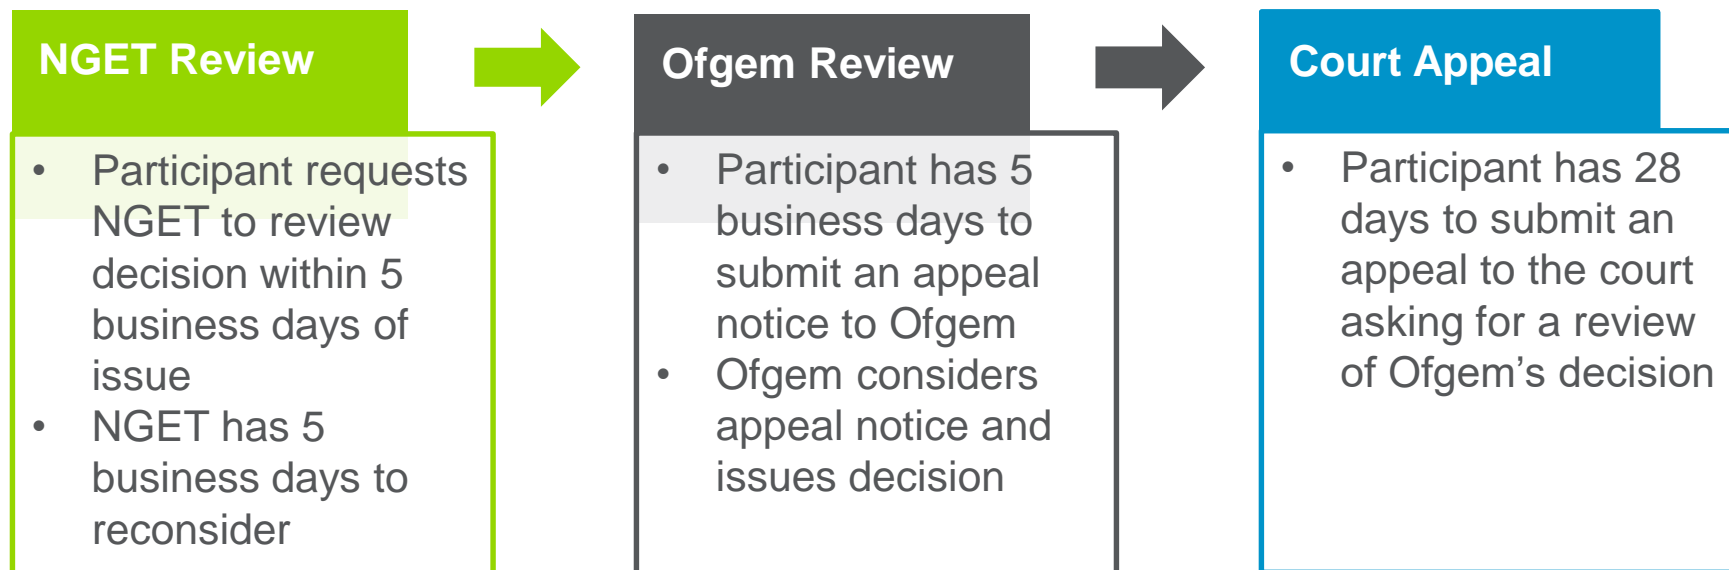 NGET Review
• Participant requests
NGET to review
decision within 5
business days of
issue
• NGET has 5
business days to
reconsider
Ofgem Review
• Participant has 5
business days to
submit an appeal
notice to Ofgem
• Ofgem considers
appeal notice and
issues decision
Court Appeal
• Participant has 28
days to submit an
appeal to the court
asking for a review
of Ofgem’s decision